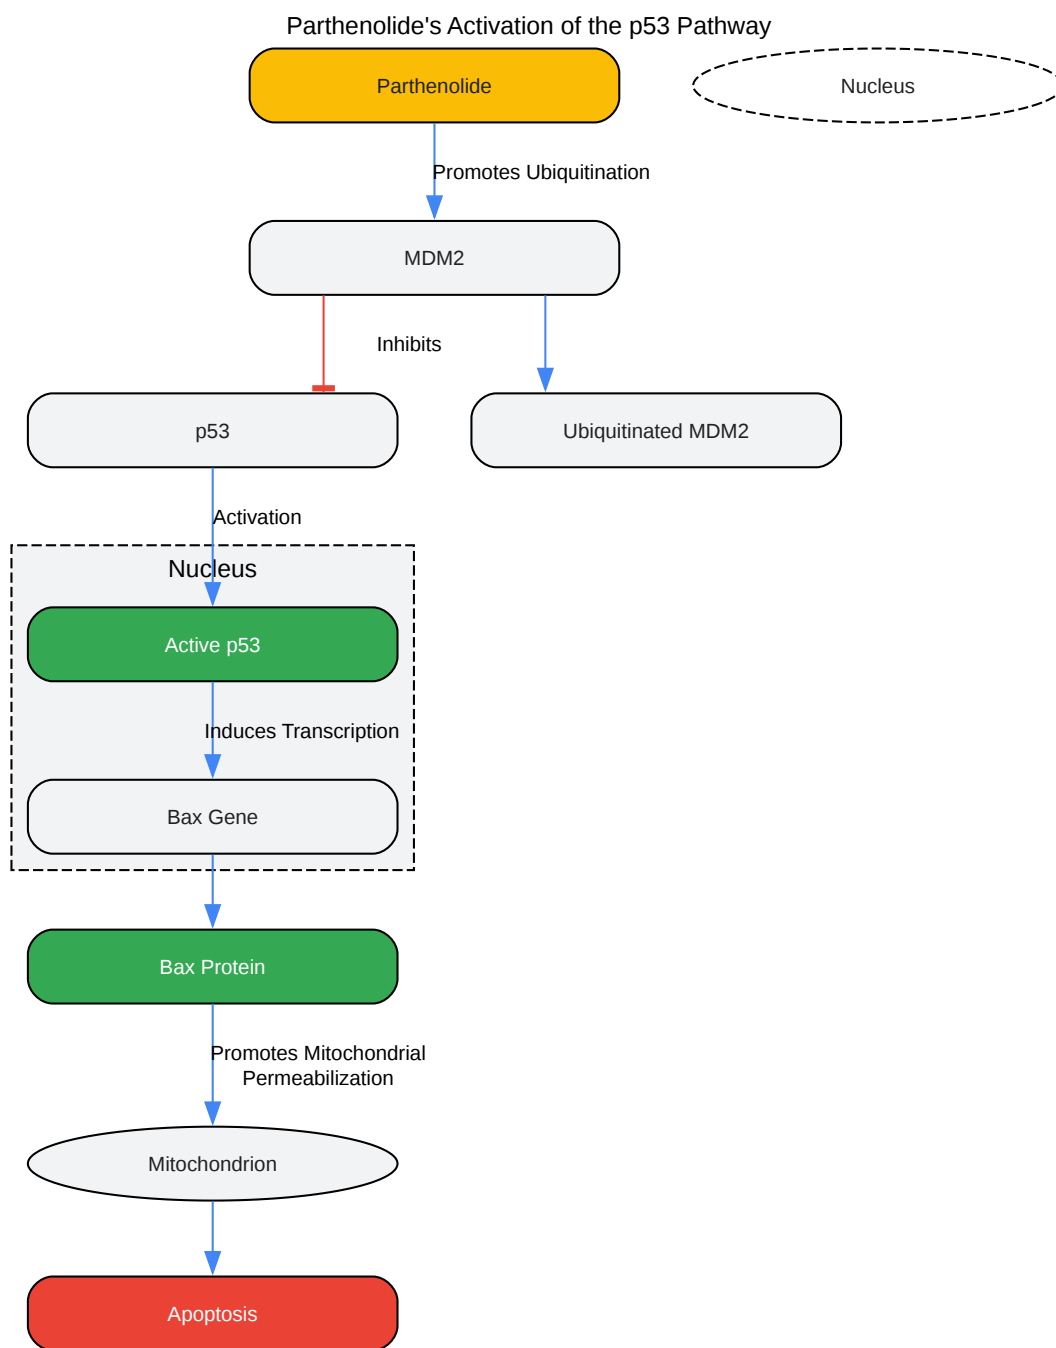 Parthenolide's Activation of the p53 Pathway
Parthenolide
Nucleus
Promotes Ubiquitination
MDM2
Inhibits
p53
Ubiquitinated MDM2
Activation
Nucleus
Active p53
Induces Transcription
Bax Gene
Bax Protein
Promotes Mitochondrial
Permeabilization
Mitochondrion
Apoptosis